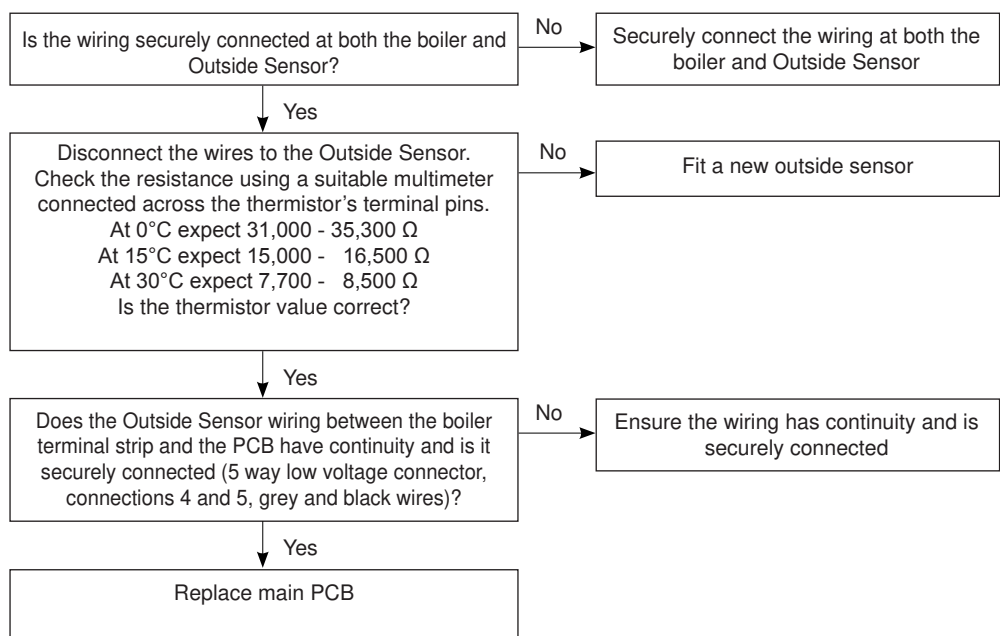 Is the wiring securely connected at both the boiler and
Outside Sensor?
No
Securely connect the wiring at both the
boiler and Outside Sensor
Yes
Disconnect the wires to the Outside Sensor.
Check the resistance using a suitable multimeter
connected across the thermistor's terminal pins.
At 0°C expect 31,000 - 35,300 Ω
At 15°C expect 15,000 - 16,500 Ω
At 30°C expect 7,700 - 8,500 Ω
Is the thermistor value correct?
No
Fit a new outside sensor
Yes
Does the Outside Sensor wiring between the boiler
terminal strip and the PCB have continuity and is it
securely connected (5 way low voltage connector,
connections 4 and 5, grey and black wires)?
No
Ensure the wiring has continuity and is
securely connected
Yes
Replace main PCB